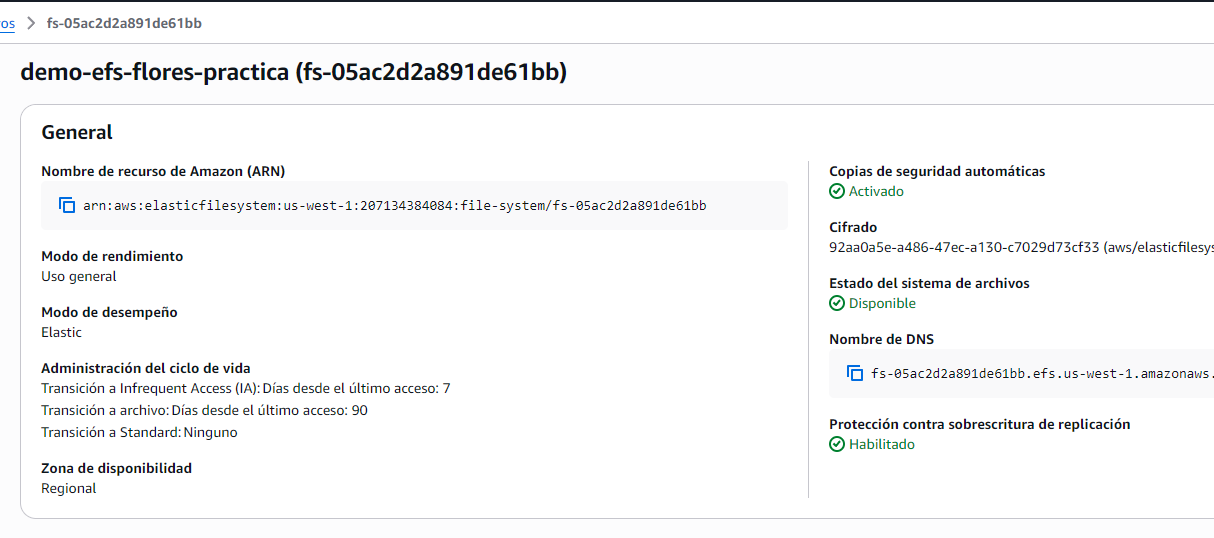 os > fs-05ac2d2a891de61bb
demo-efs-flores-practica (fs-05ac2d2a891de61bb)
General
Nombre de recurso de Amazon (ARN)
arn:aws:elasticfilesystem:us-west-1:207134384084:file-system/fs-05ac2d2a891de61bb
Modo de rendimiento
Uso general
Modo de desempeño
Elastic
Administración del ciclo de vida
Transición a Infrequent Access (IA): Días desde el último acceso: 7
Transición a archivo: Días desde el último acceso: 90
Transición a Standard: Ninguno
Zona de disponibilidad
Regional
Copias de seguridad automáticas
Activado
Cifrado
92aa0a5e-a486-47ec-a130-c7029d73cf33 (aws/elasticfilesys
Estado del sistema de archivos
Disponible
Nombre de DNS
fs-05ac2d2a891de61bb.efs.us-west-1.amazonaws.
Protección contra sobrescritura de replicación
Habilitado